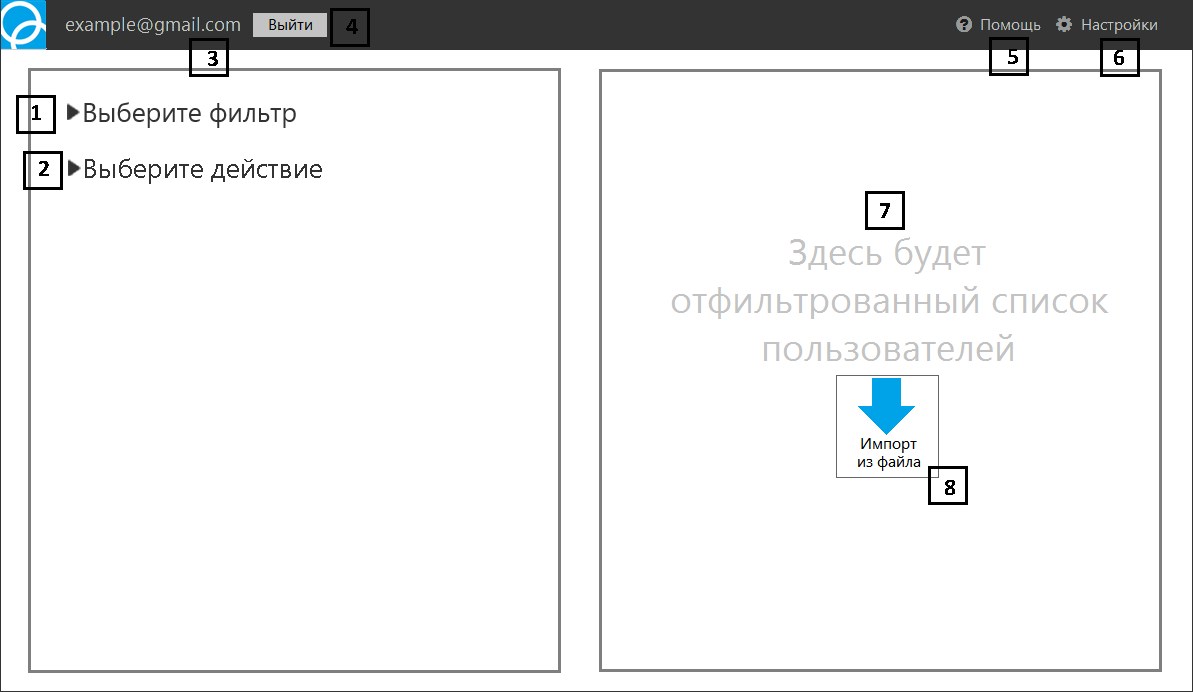 example@gmail.com Выйти 4 Помощь Настройки
3 5 6
1 Выберите фильтр
2 Выберите действие
7
Здесь будет
отфильтрованный список
пользователей
Импорт
из файла
8